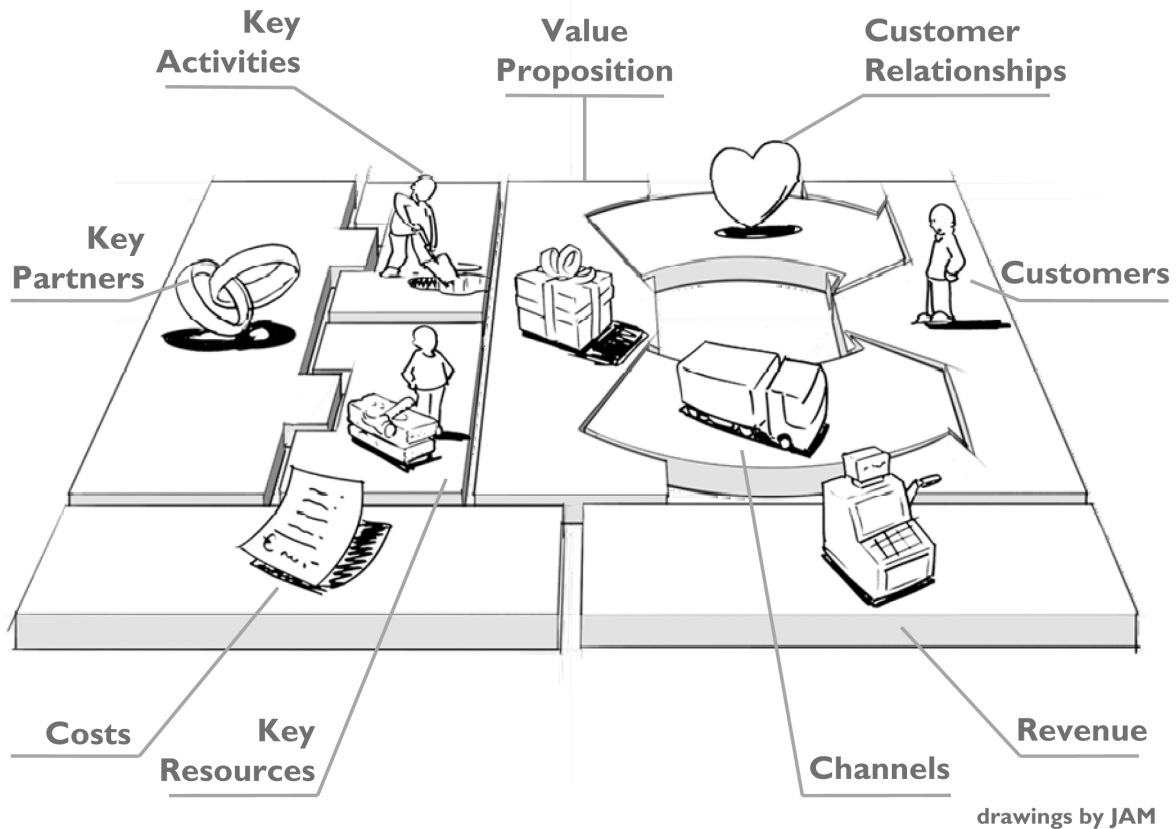 Key
Activities
Value
Proposition
Customer
Relationships
Key
Partners
Customers
Costs
Key
Resources
Channels
Revenue
drawings by JAM